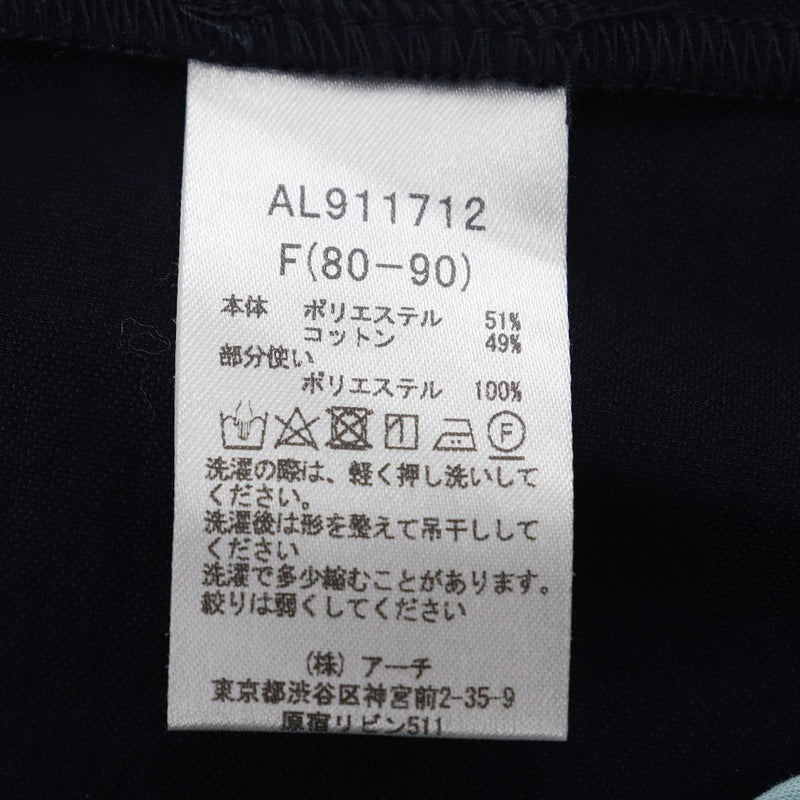 AL911712
F(80-90)
本体 ポリエステル 51%
コットン 49%
部分使い
ポリエステル 100%
F
洗濯の際は、軽く押し洗いして
ください。
洗濯後は形を整えて吊干しして
ください
洗濯で多少縮むことがあります。
絞りは弱くしてください
(株) アーチ
東京都渋谷区神宮前2-35-9
原宿リビン511